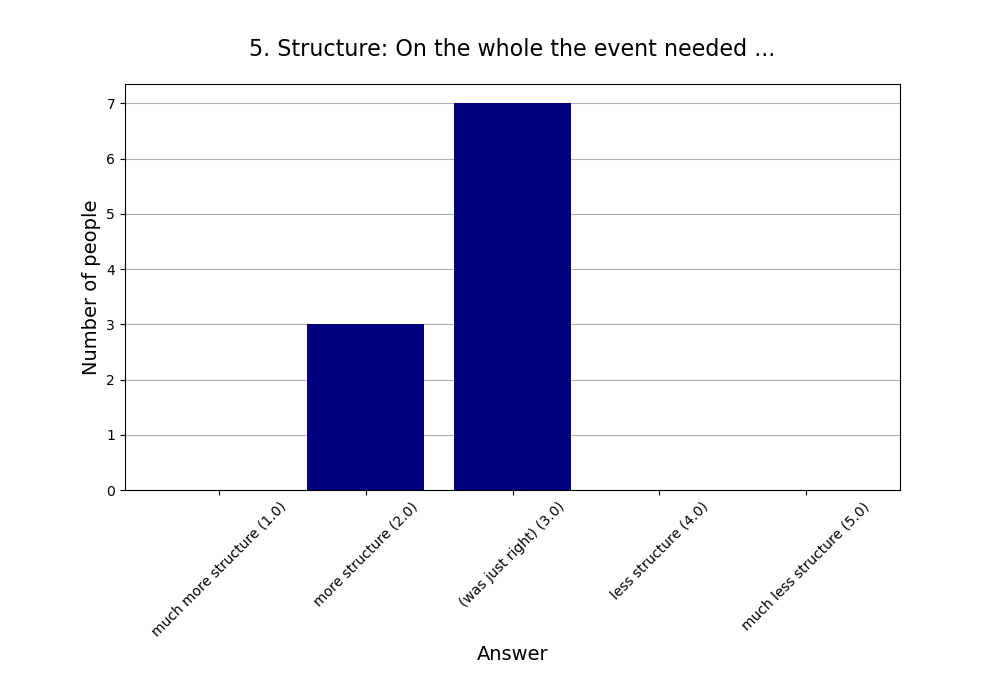 5. Structure: On the whole the event needed ...
Number of people
7
6
5
4
3
2
1
0
much more structure (1.0)
more structure (2.0)
(was just right) (3.0)
less structure (4.0)
much less structure (5.0)
Answer